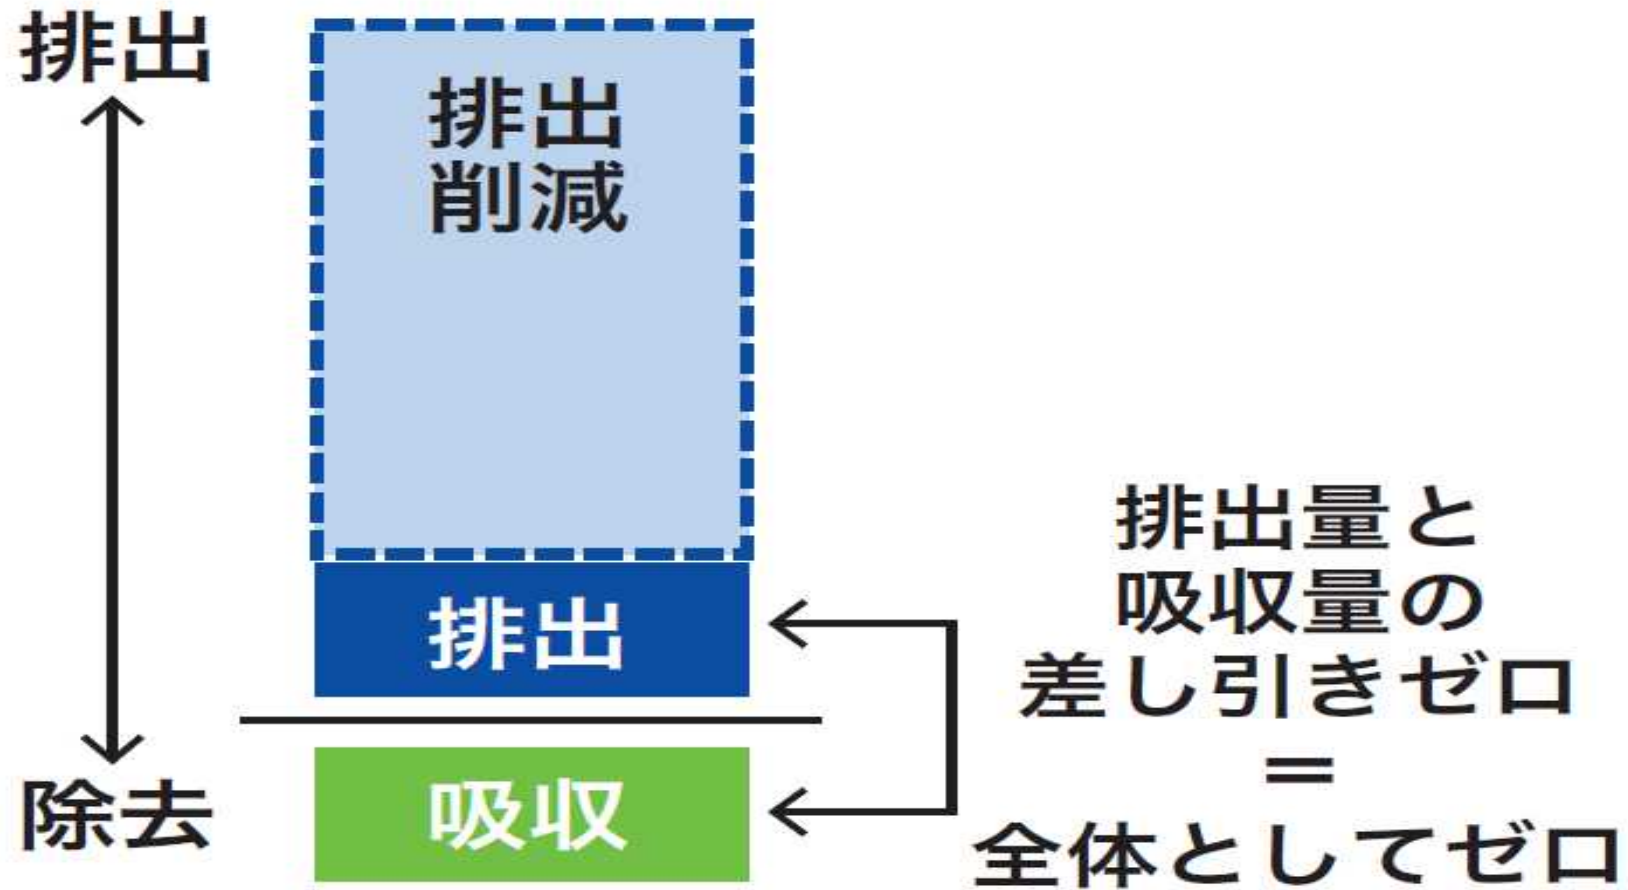 排出
排出
削減
排出
吸収
除去
排出量と
吸収量の
差し引きゼロ
＝
全体としてゼロ